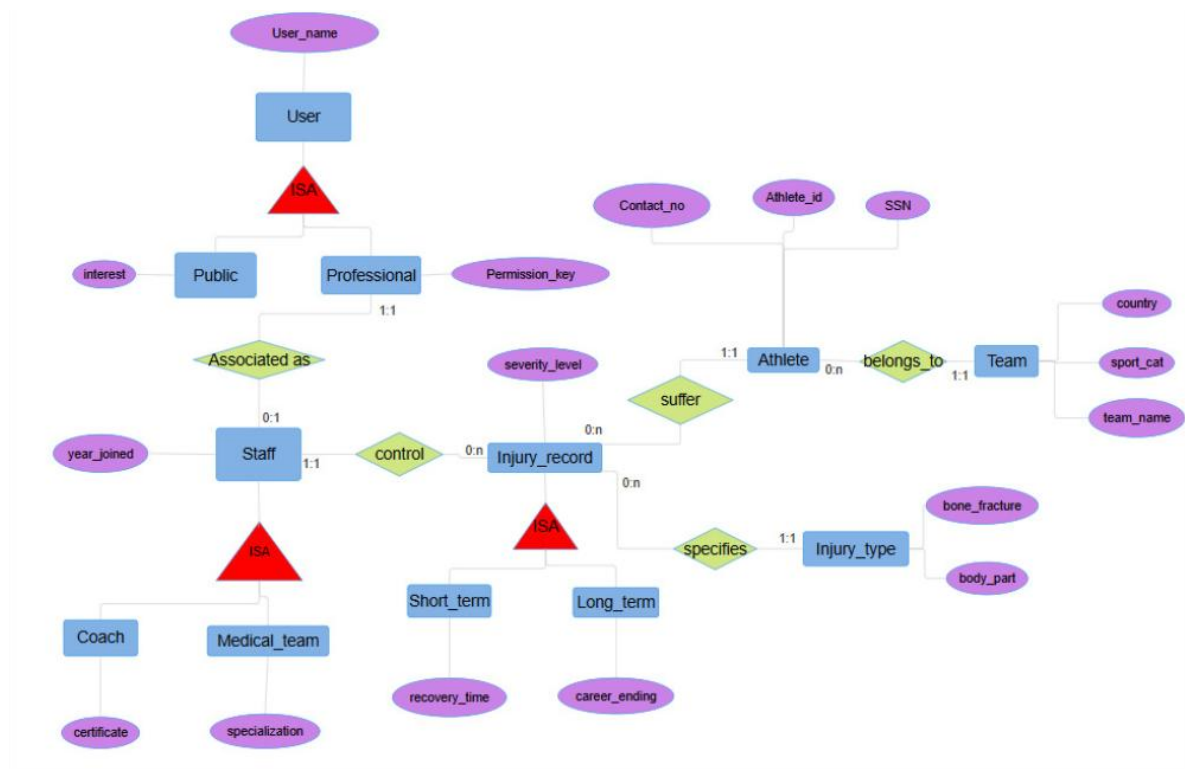 User_name
User
ISA
Public
Professional
interest
Permission_key
1:1
Associated as
0:1
Staff
year_joined
1:1
control
0:n
Injury_record
severity_level
ISA
Coach
Medical_team
certificate
specialization
ISA
Short_term
Long_term
recovery_time
career_ending
0:n
suffer
1:1
Athlete
Contact_no
Athlete_id
SSN
0:n
belongs_to
1:1
Team
country
sport_cat
team_name
0:n
specifies
1:1
Injury_type
bone_fracture
body_part